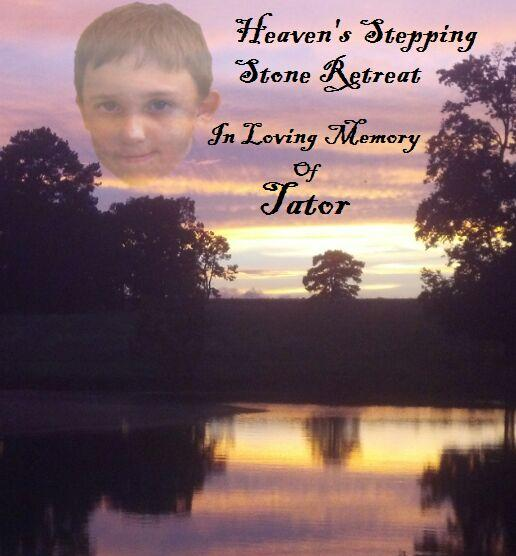 Heaven's Stepping
Stone Retreat
In Loving Memory
Of
Tator